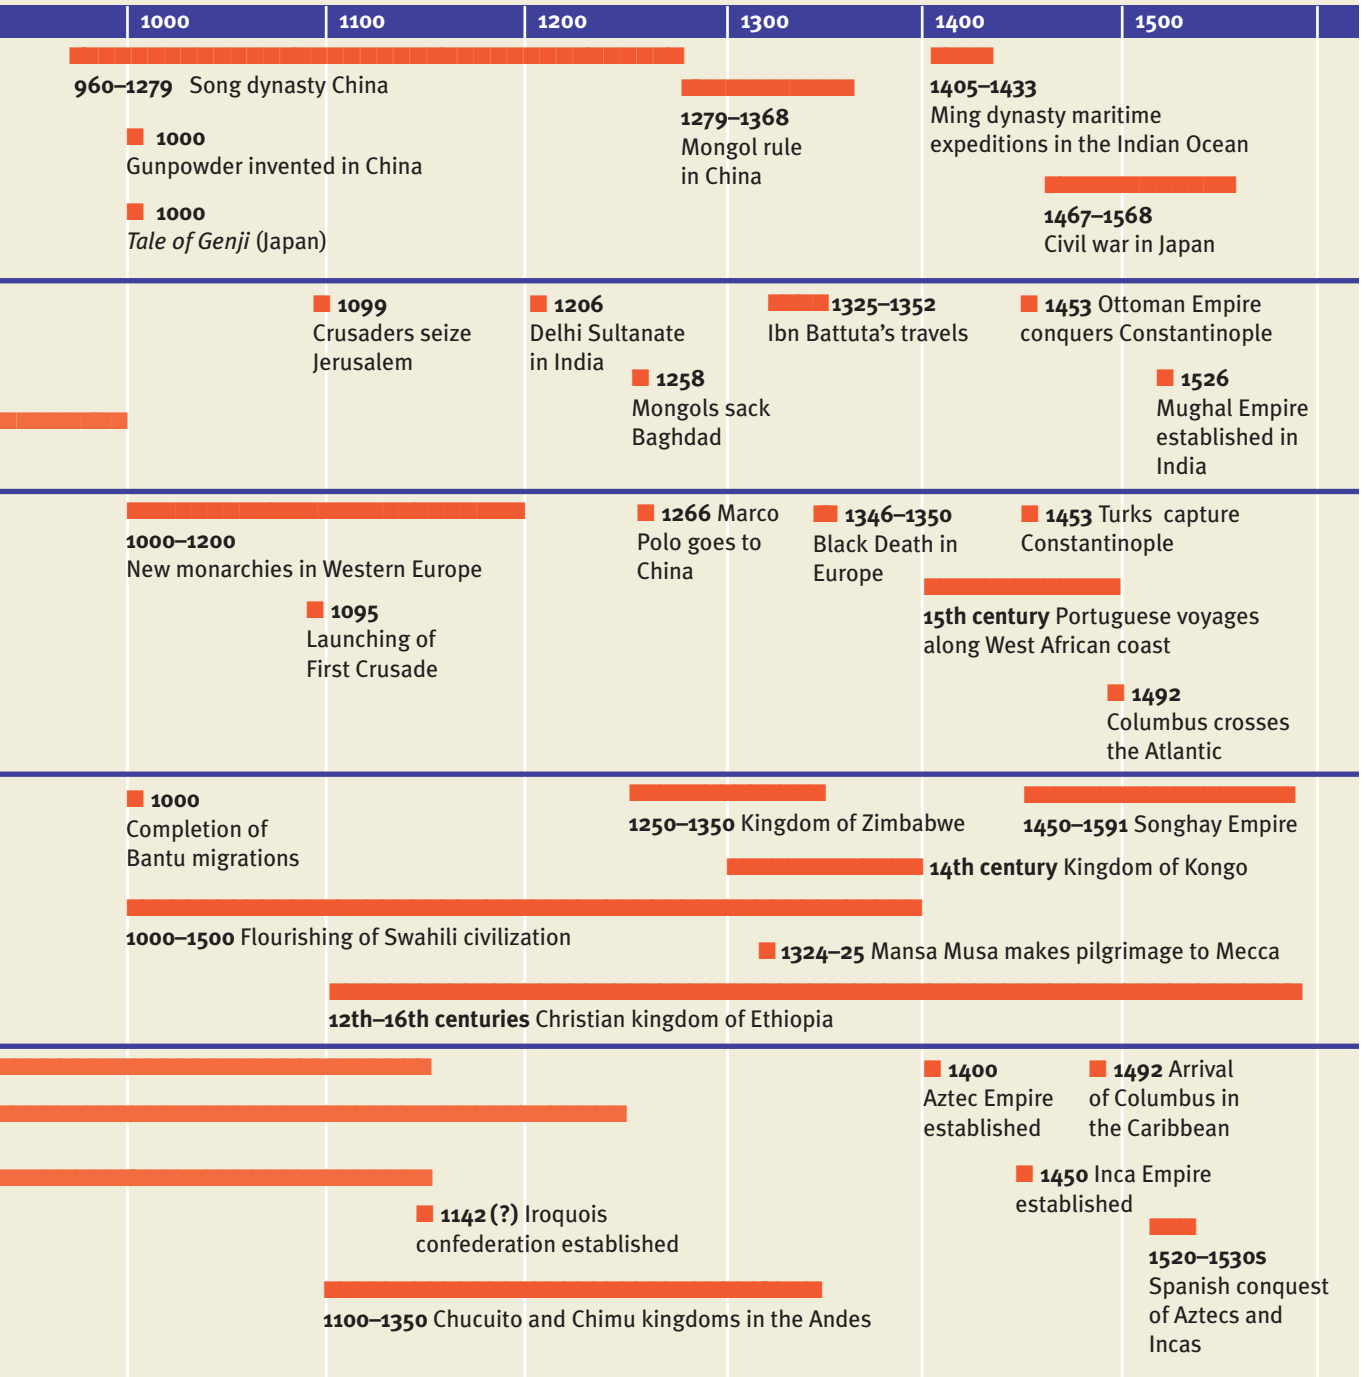 1000 1100 1200 1300 1400 1500
960–1279 Song dynasty China
1000
Gunpowder invented in China
1000
Tale of Genji (Japan)
1279–1368
Mongol rule
in China
1405–1433
Ming dynasty maritime
expeditions in the Indian Ocean
1467–1568
Civil war in Japan
1099
Crusaders seize
Jerusalem
1206
Delhi Sultanate
in India
1258
Mongols sack
Baghdad
1325–1352
Ibn Battuta’s travels
1453 Ottoman Empire
conquers Constantinople
1526
Mughal Empire
established in
India
1000–1200
New monarchies in Western Europe
1095
Launching of
First Crusade
1266 Marco
Polo goes to
China
1346–1350
Black Death in
Europe
1453 Turks capture
Constantinople
15th century Portuguese voyages
along West African coast
1492
Columbus crosses
the Atlantic
1000
Completion of
Bantu migrations
1250–1350 Kingdom of Zimbabwe
1450–1591 Songhay Empire
14th century Kingdom of Kongo
1000–1500 Flourishing of Swahili civilization
1324–25 Mansa Musa makes pilgrimage to Mecca
12th–16th centuries Christian kingdom of Ethiopia
1400
Aztec Empire
established
1492 Arrival
of Columbus in
the Caribbean
1450 Inca Empire
established
1142 (?) Iroquois
confederation established
1520–1530s
Spanish conquest
of Aztecs and
Incas
1100–1350 Chucuito and Chimu kingdoms in the Andes